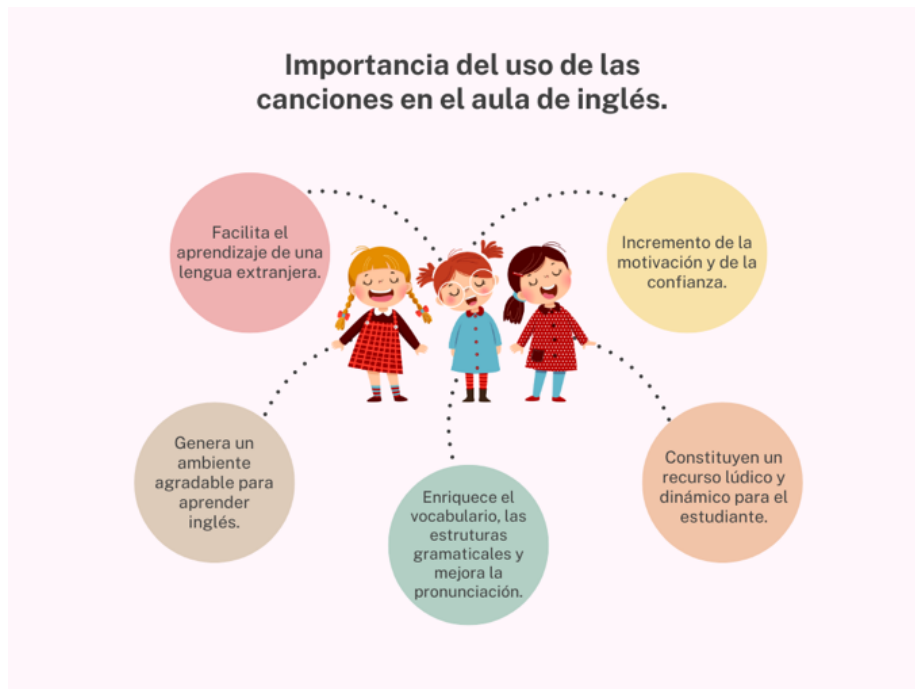 Importancia del uso de las
canciones en el aula de inglés.
Facilita el
aprendizaje de una
lengua extranjera.
Incremento de la
motivación y de la
confianza.
Genera un
ambiente
agradable para
aprender
inglés.
Enriquece el
vocabulario, las
estruturas
gramaticales y
mejora la
pronunciación.
Constituyen un
recurso lúdico y
dinámico para el
estudiante.